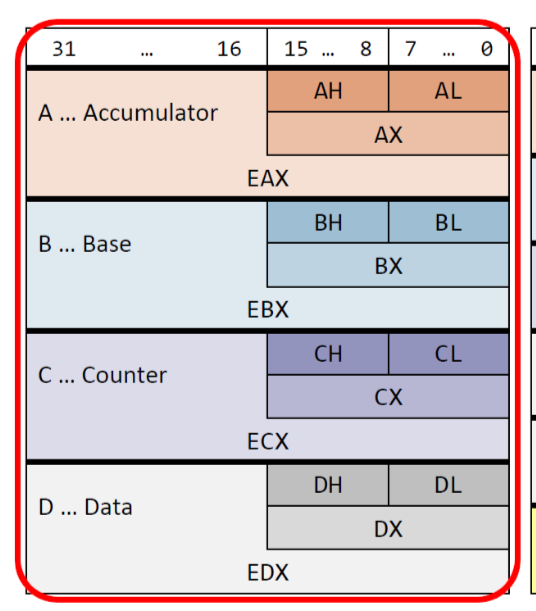 31 … 16 15 … 8 7 … 0
AH AL
A … Accumulator
AX
EAX
BH BL
B … Base
BX
EBX
CH CL
C … Counter
CX
ECX
DH DL
D … Data
DX
EDX